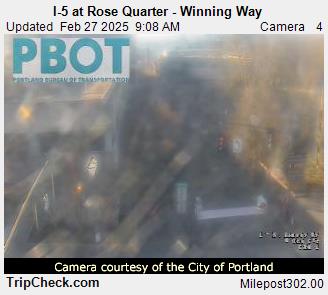 I-5 at Rose Quarter - Winning Way
Updated Feb 27 2025 9:08 AM Camera 4
PBOT
PORTLAND BUREAU OF TRANSPORTATION
Camera courtesy of the City of Portland
TripCheck.com Milepost302.00